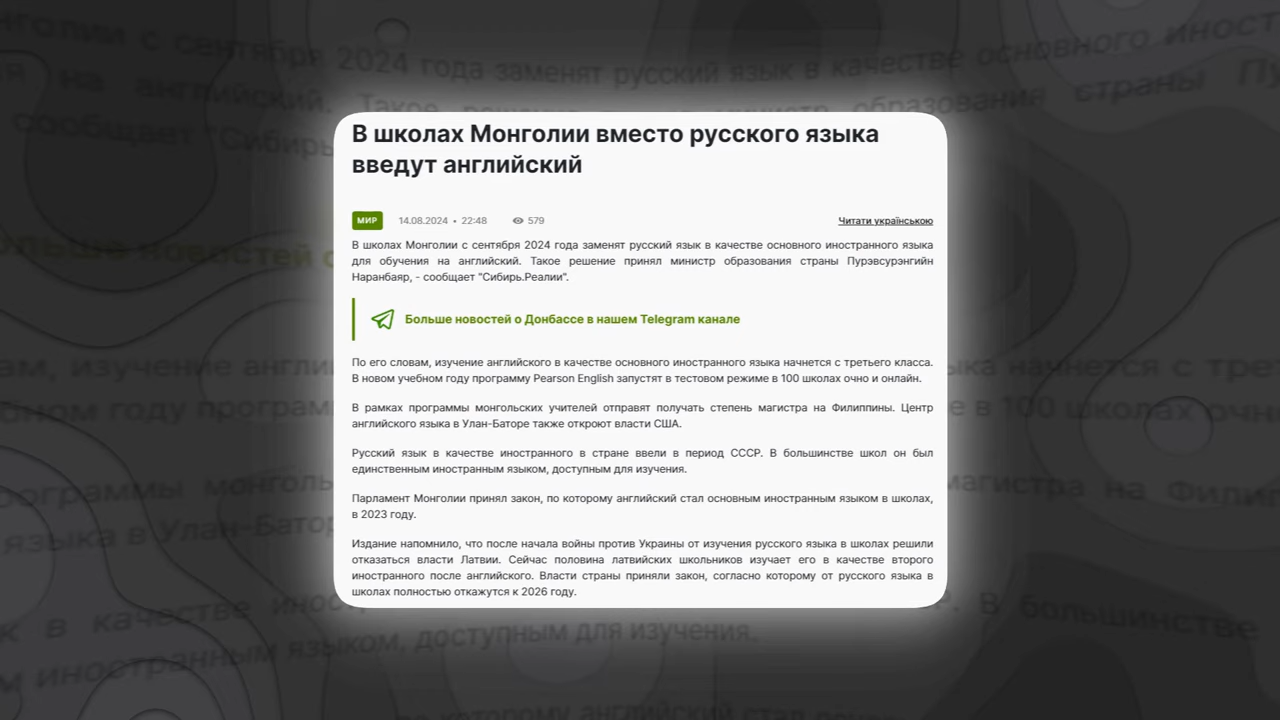 В школах Монголии вместо русского языка
введут английский
МИР
14.08.2024 • 22:48
579
Читати українською
В школах Монголии с сентября 2024 года заменят русский язык в качестве основного иностранного языка
для обучения на английский. Такое решение принял министр образования страны Пурэвсурэнгийн
Наранбаяр, - сообщает "Сибирь.Реалии".
Больше новостей о Донбассе в нашем Telegram канале
По его словам, изучение английского в качестве основного иностранного языка начнется с третьего класса.
В новом учебном году программу Pearson English запустят в тестовом режиме в 100 школах очно и онлайн.
В рамках программы монгольских учителей отправят получать степень магистра на Филиппины. Центр
английского языка в Улан-Баторе также откроют власти США.
Русский язык в качестве иностранного в стране ввели в период СССР. В большинстве школ он был
единственным иностранным языком, доступным для изучения.
Парламент Монголии принял закон, по которому английский стал основным иностранным языком в школах,
в 2023 году.
Издание напомнило, что после начала войны против Украины от изучения русского языка в школах решили
отказаться власти Латвии. Сейчас половина латвийских школьников изучает его в качестве второго
иностранного после английского. Власти страны приняли закон, согласно которому от русского языка в
школах полностью откажутся к 2026 году.